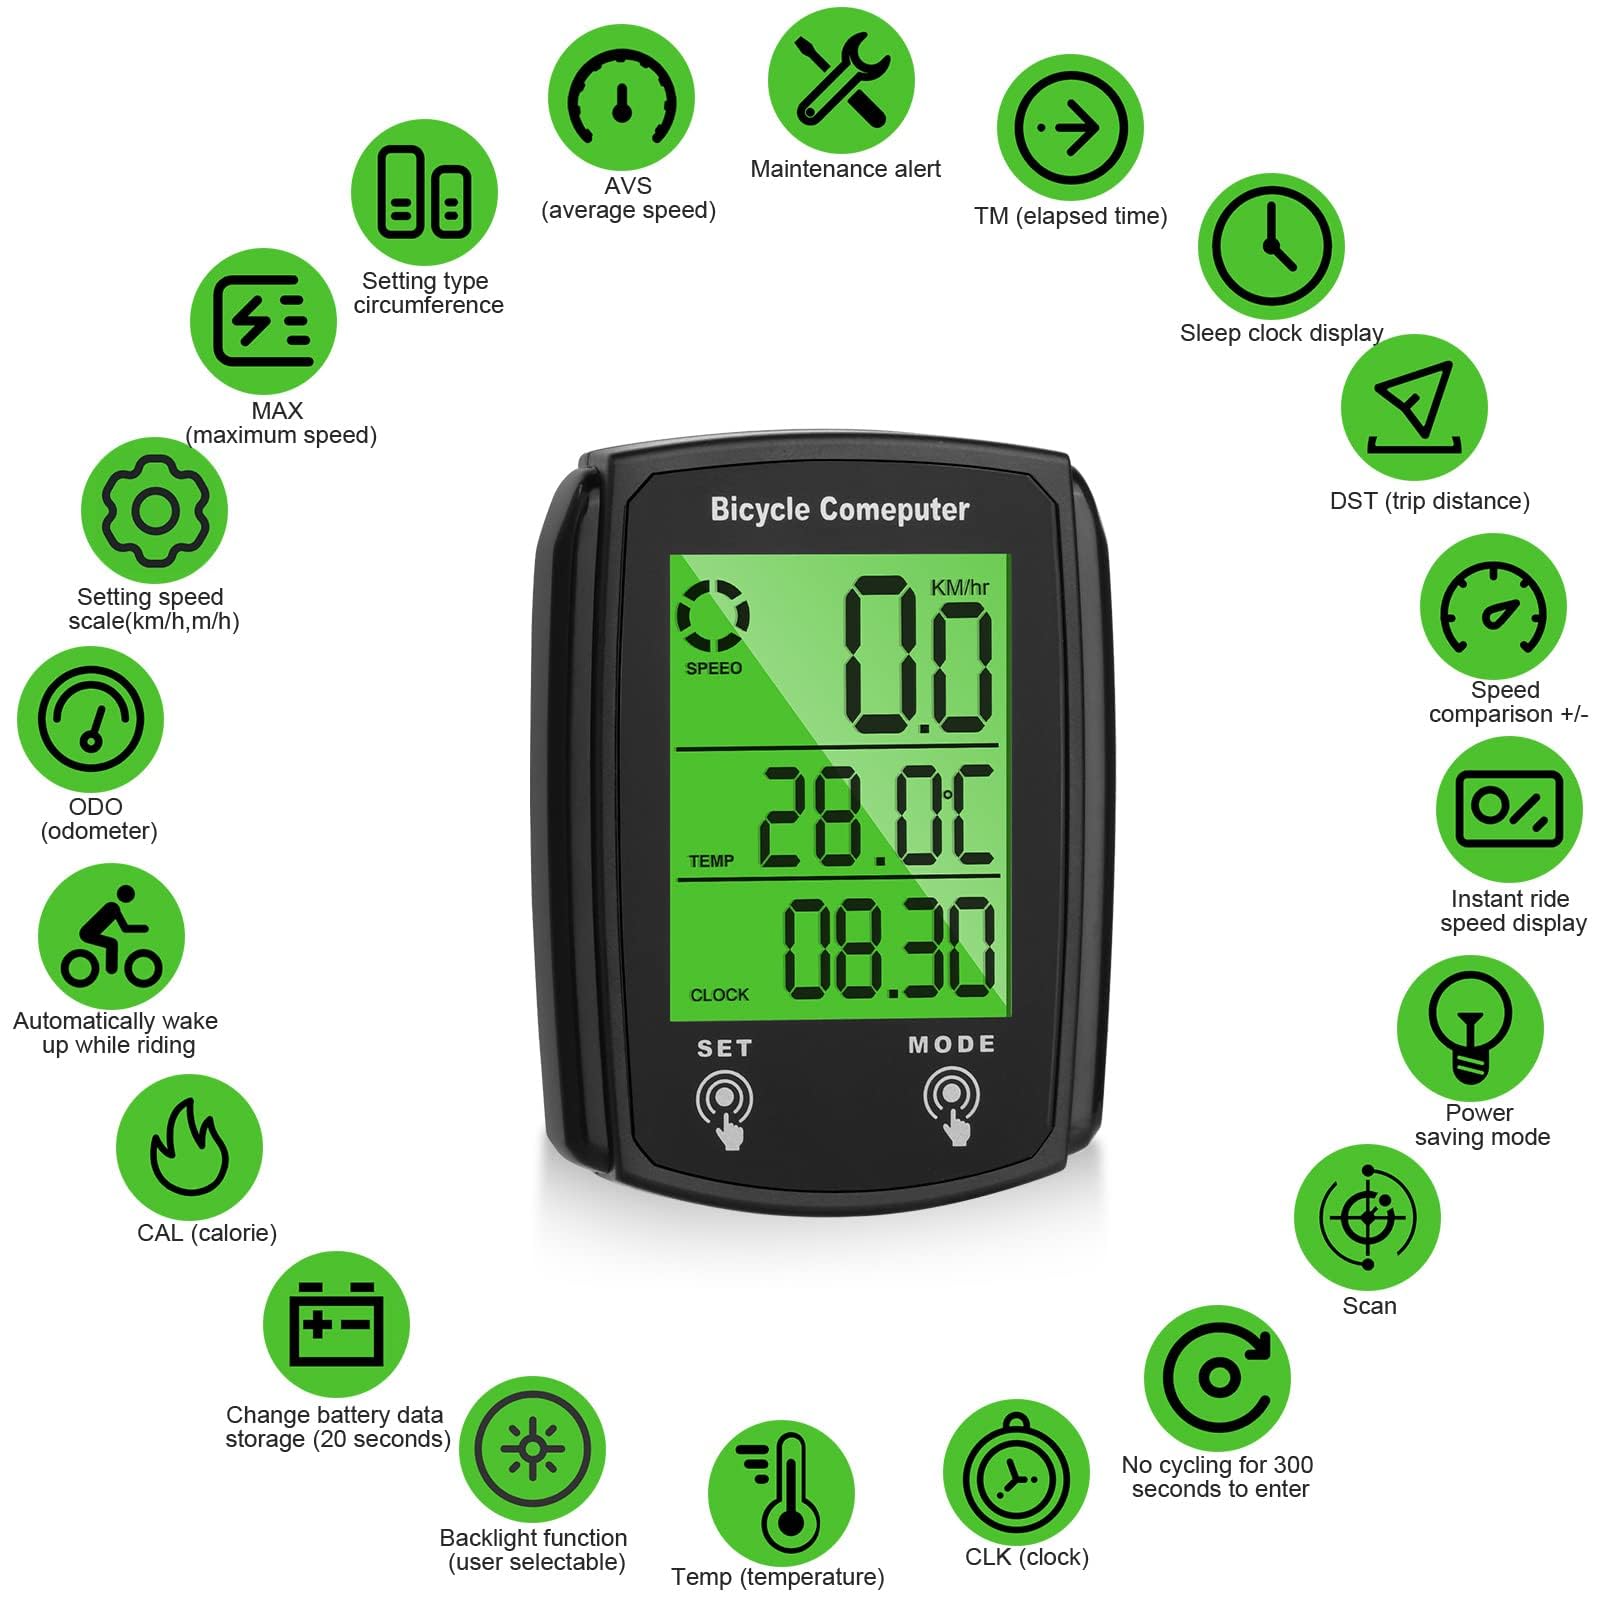 AVS
(average speed)
Maintenance alert
TM (elapsed time)
Setting type
circumference
Sleep clock display
MAX
(maximum speed)
DST (trip distance)
Setting speed
scale(km/h,m/h)
Speed
comparison +/-
ODO
(odometer)
Instant ride
speed display
Automatically wake
up while riding
Power
saving mode
CAL (calorie)
Scan
Change battery data
storage (20 seconds)
No cycling for 300
seconds to enter
Backlight function
(user selectable)
CLK (clock)
Temp (temperature)
Bicycle Comeputer
KM/hr
0.0
SPEEO
28.0°C
TEMP
08.30
CLOCK
SET
MODE